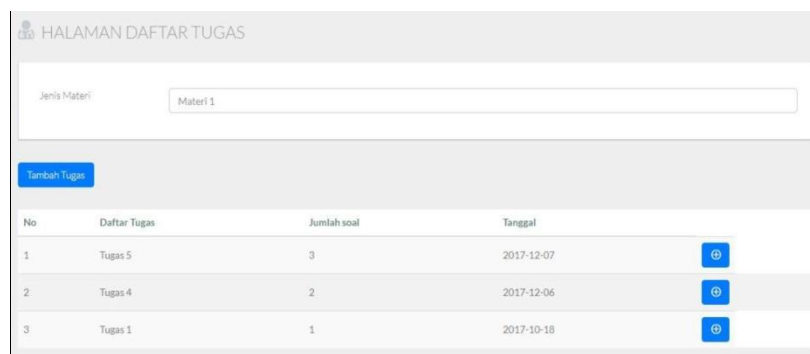 HALAMAN DAFTAR TUGAS
Jenis Materi
Materi 1
Tambah Tugas
No Daftar Tugas Jumlah soal Tanggal
1 Tugas 5 3 2017-12-07
2 Tugas 4 2 2017-12-06
3 Tugas 1 1 2017-10-18